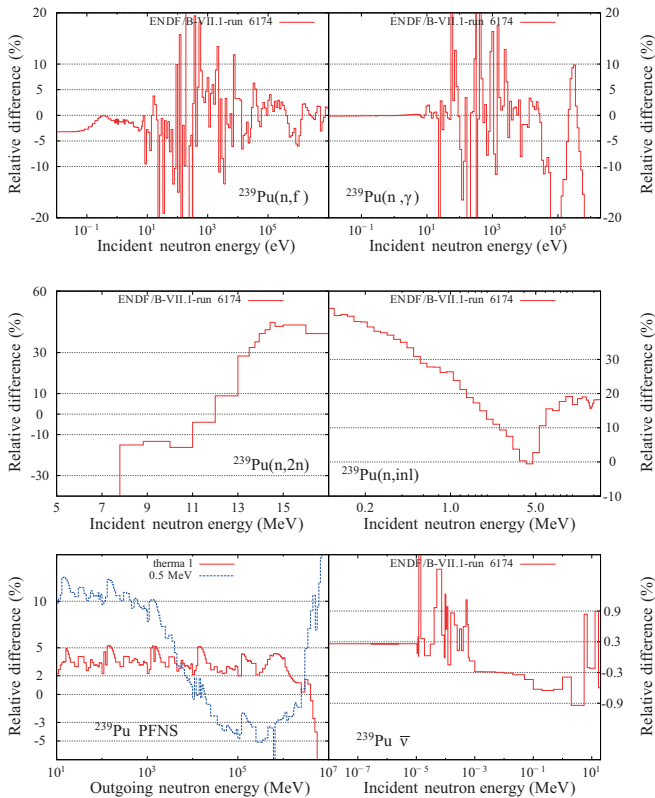 ENDF/B-VII.1-run 6174
20
10
5
0
-5
-10
-20
Relative difference (%)
10⁻¹ 10¹ 10³ 10⁵
Incident neutron energy (eV)
²³⁹Pu(n,f )
ENDF/B-VII.1-run 6174
20
10
5
0
-5
-10
-20
Relative difference (%)
10⁻¹ 10¹ 10³ 10⁵
Incident neutron energy (eV)
²³⁹Pu(n ,γ)
ENDF/B-VII.1-run 6174
60
30
10
0
-10
-30
Relative difference (%)
5 7 9 11 13 15
Incident neutron energy (MeV)
²³⁹Pu(n,2n)
ENDF/B-VII.1-run 6174
30
20
10
0
-10
Relative difference (%)
0.2 1.0 5.0
Incident neutron energy (MeV)
²³⁹Pu(n,inl)
therma l
0.5 MeV
10
5
2
0
-3
-5
Relative difference (%)
10¹ 10³ 10⁵ 10⁷
Outgoing neutron energy (MeV)
²³⁹Pu PFNS
ENDF/B-VII.1-run 6174
0.9
0.3
-0.3
-0.9
Relative difference (%)
10⁻⁷ 10⁻⁵ 10⁻³ 10⁻¹ 10¹
Incident neutron energy (MeV)
²³⁹Pu ν̅